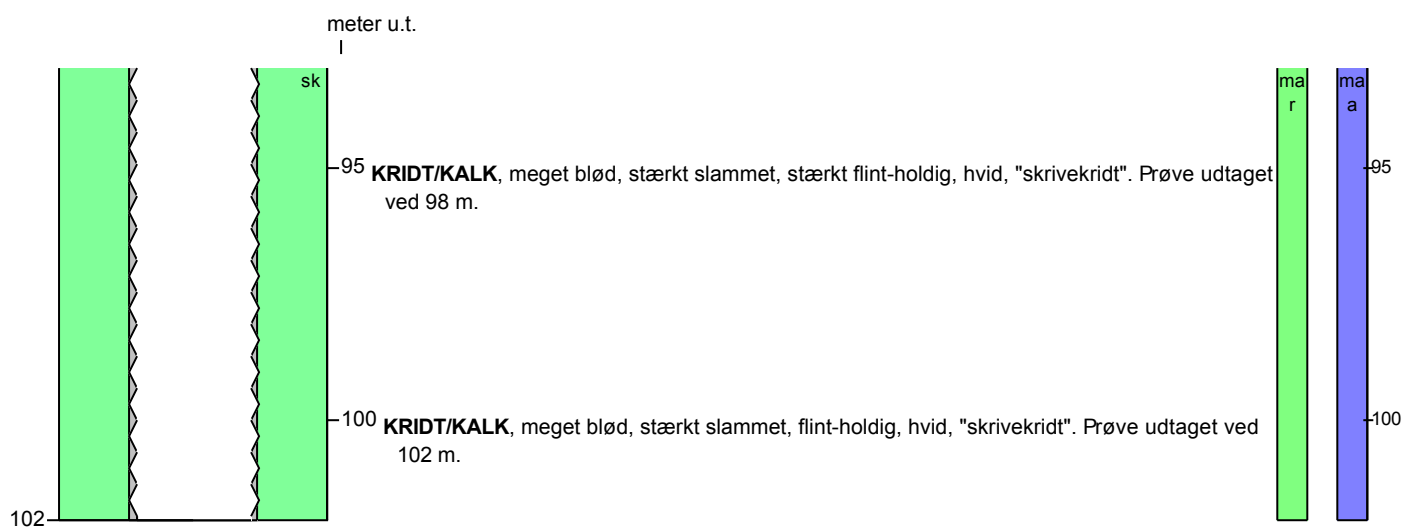 meter u.t.
sk
ma
r
ma
a
95 KRIDT/KALK, meget blød, stærkt slammet, stærkt flint-holdig, hvid, "skrivekridt". Prøve udtaget
ved 98 m.
95
100 KRIDT/KALK, meget blød, stærkt slammet, flint-holdig, hvid, "skrivekridt". Prøve udtaget ved
102 m.
100
102